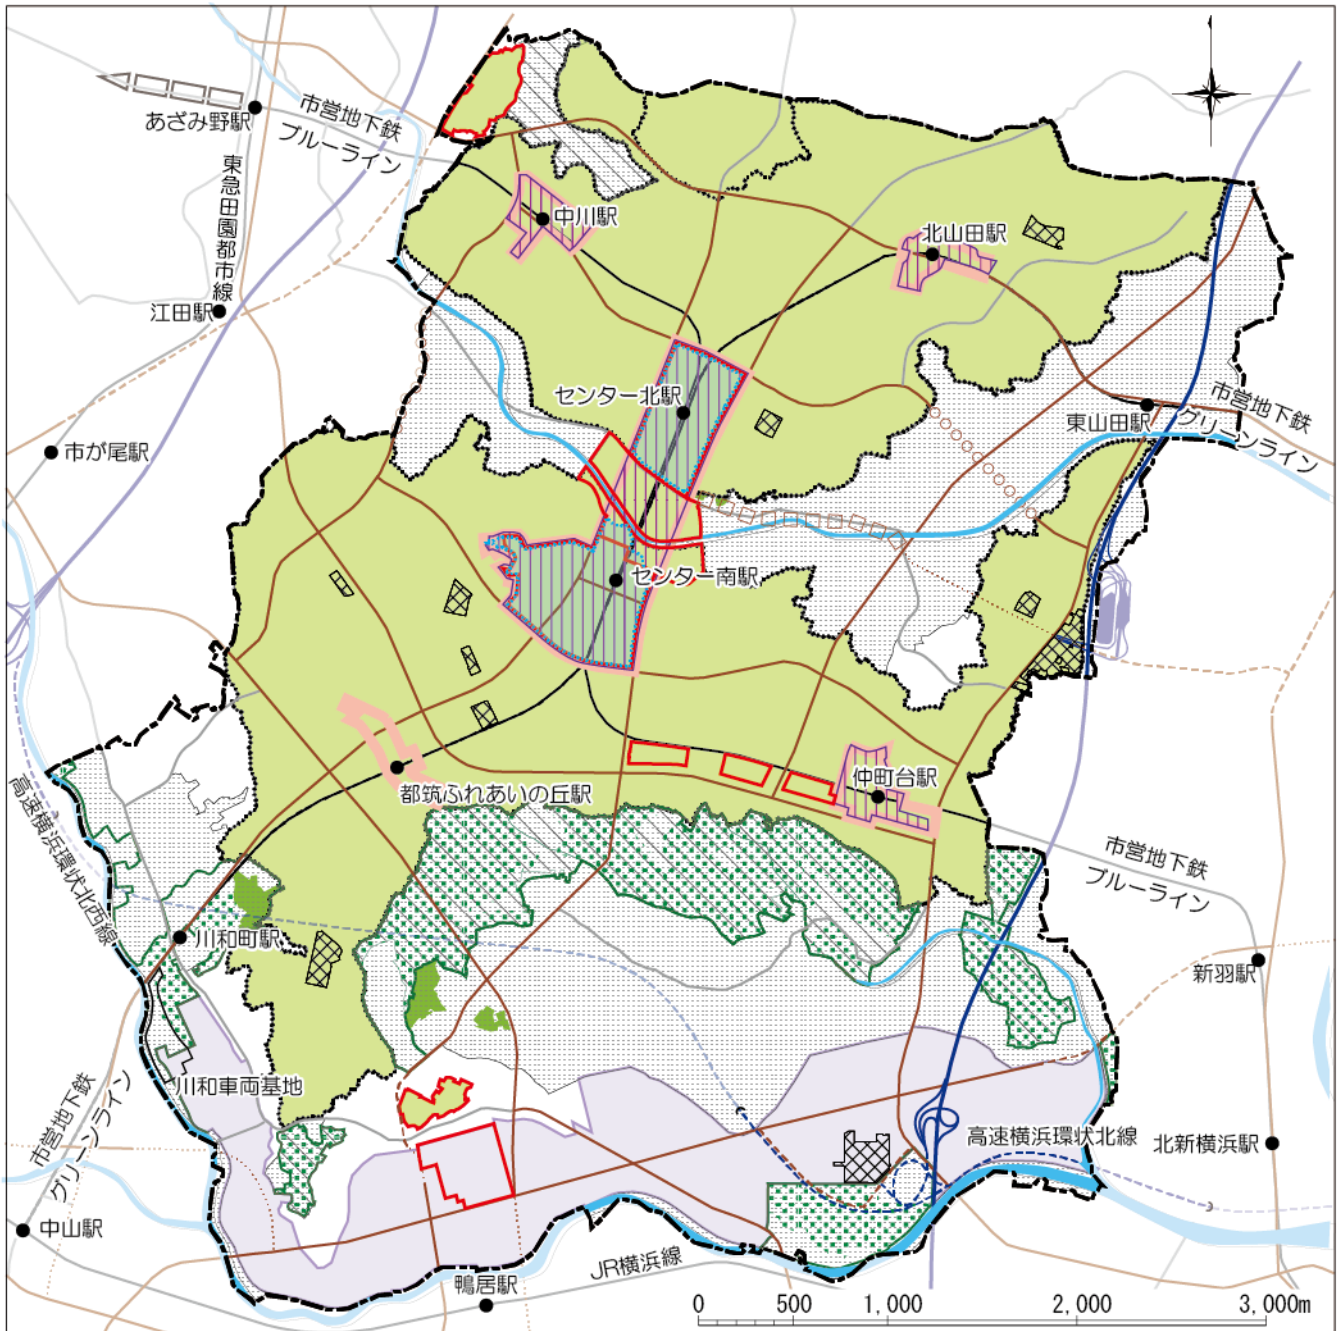 あざみ野駅
市営地下鉄
ブルーライン
東急田園都市線
中川駅
北山田駅
江田駅
センター北駅
市営地下鉄
グリーンライン
東山田駅
市が尾駅
センター南駅
都筑ふれあいの丘駅
仲町台駅
高速横浜環状北西線
市営地下鉄
ブルーライン
川和町駅
新羽駅
川和車両基地
市営地下鉄
グリーンライン
高速横浜環状北線
北新横浜駅
中山駅
JR横浜線
鴨居駅
0 500 1,000 2,000 3,000m